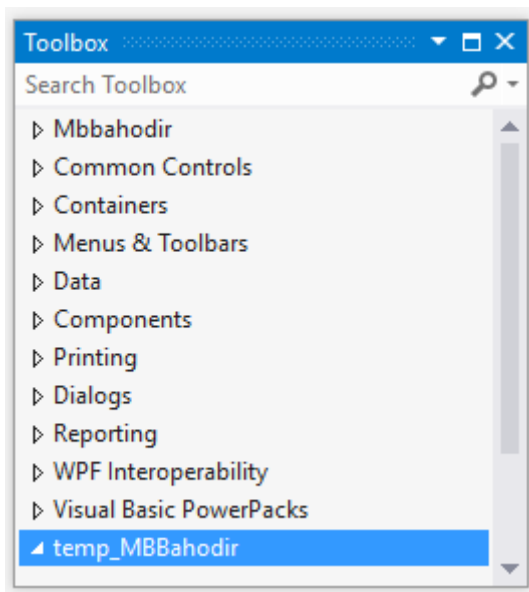 Toolbox
Search Toolbox
Mbbahodir
Common Controls
Containers
Menus & Toolbars
Data
Components
Printing
Dialogs
Reporting
WPF Interoperability
Visual Basic PowerPacks
temp_MBBahodir